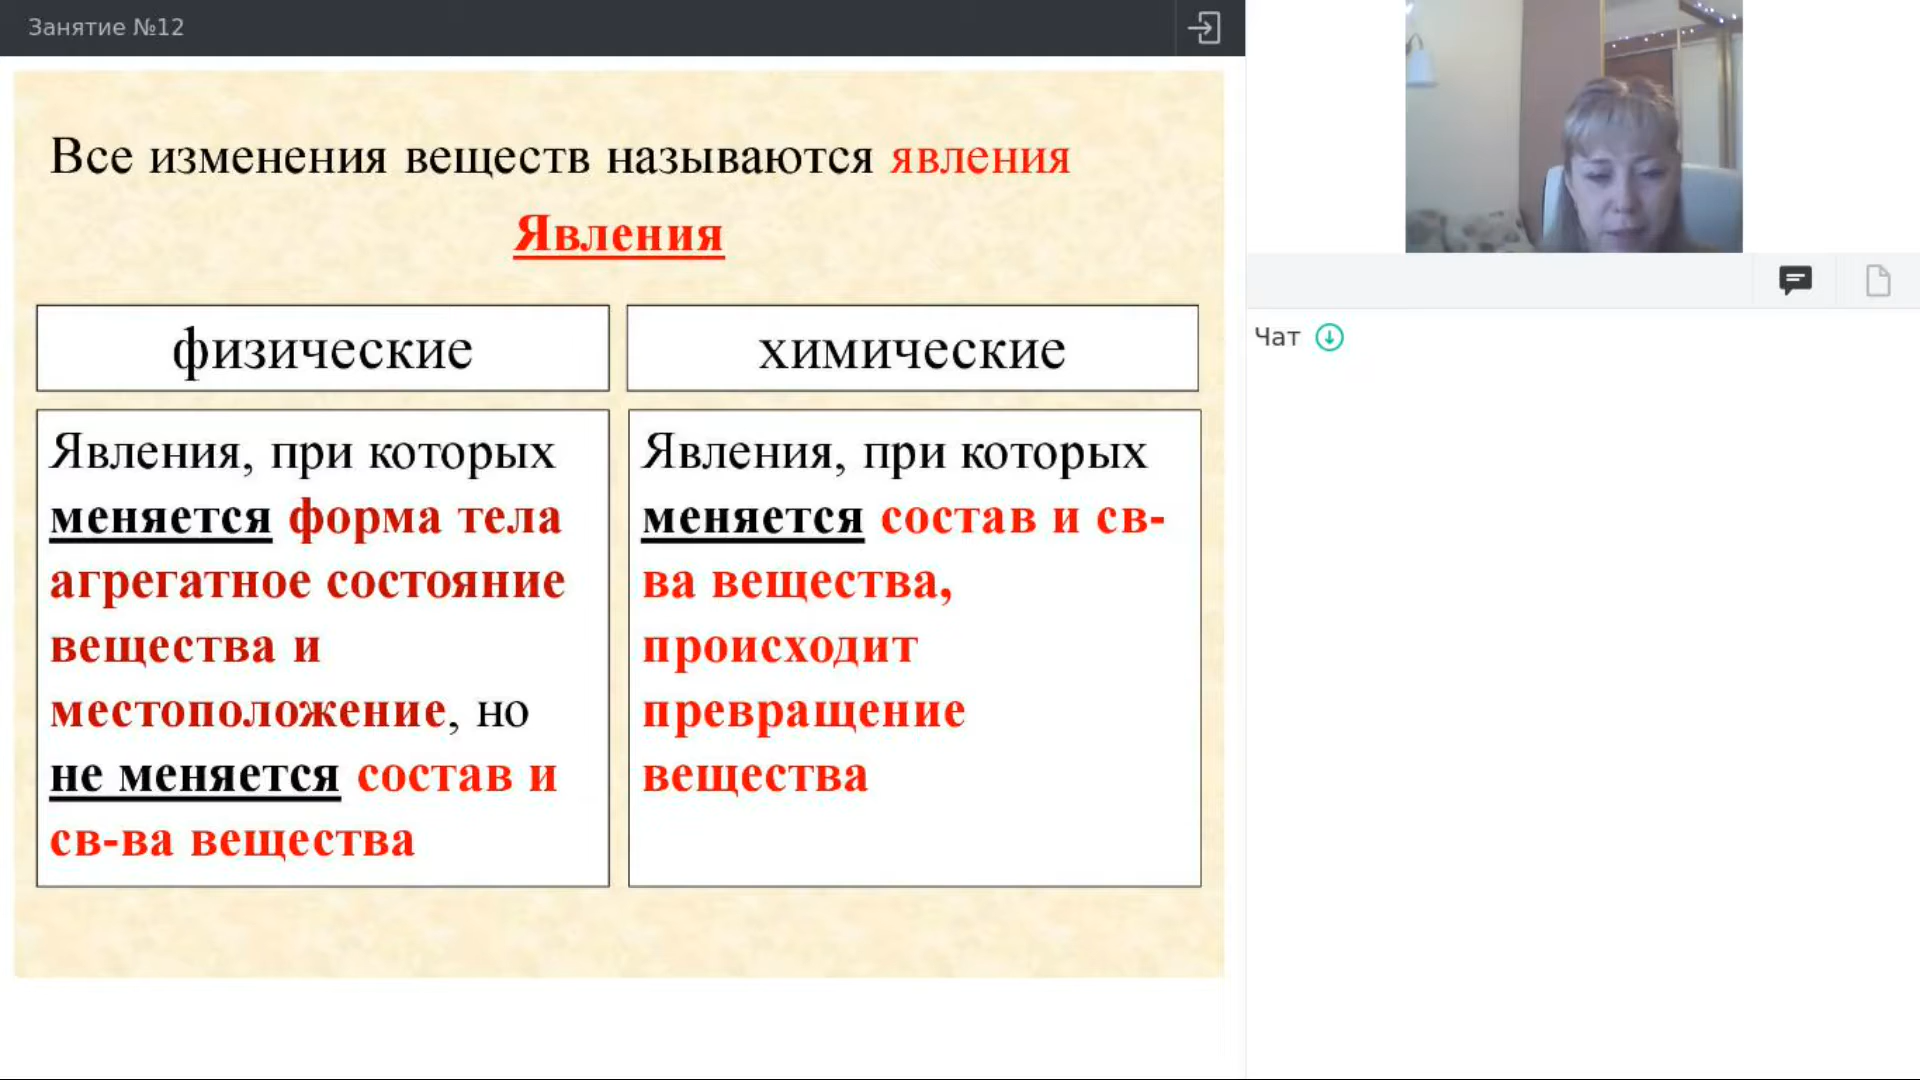 Занятие №12
Все изменения веществ называются явления
Явления
физические
химические
Явления, при которых
меняется форма тела
агрегатное состояние
вещества и
местоположение, но
не меняется состав и
св-ва вещества
Явления, при которых
меняется состав и св-
ва вещества,
происходит
превращение
вещества
Чат